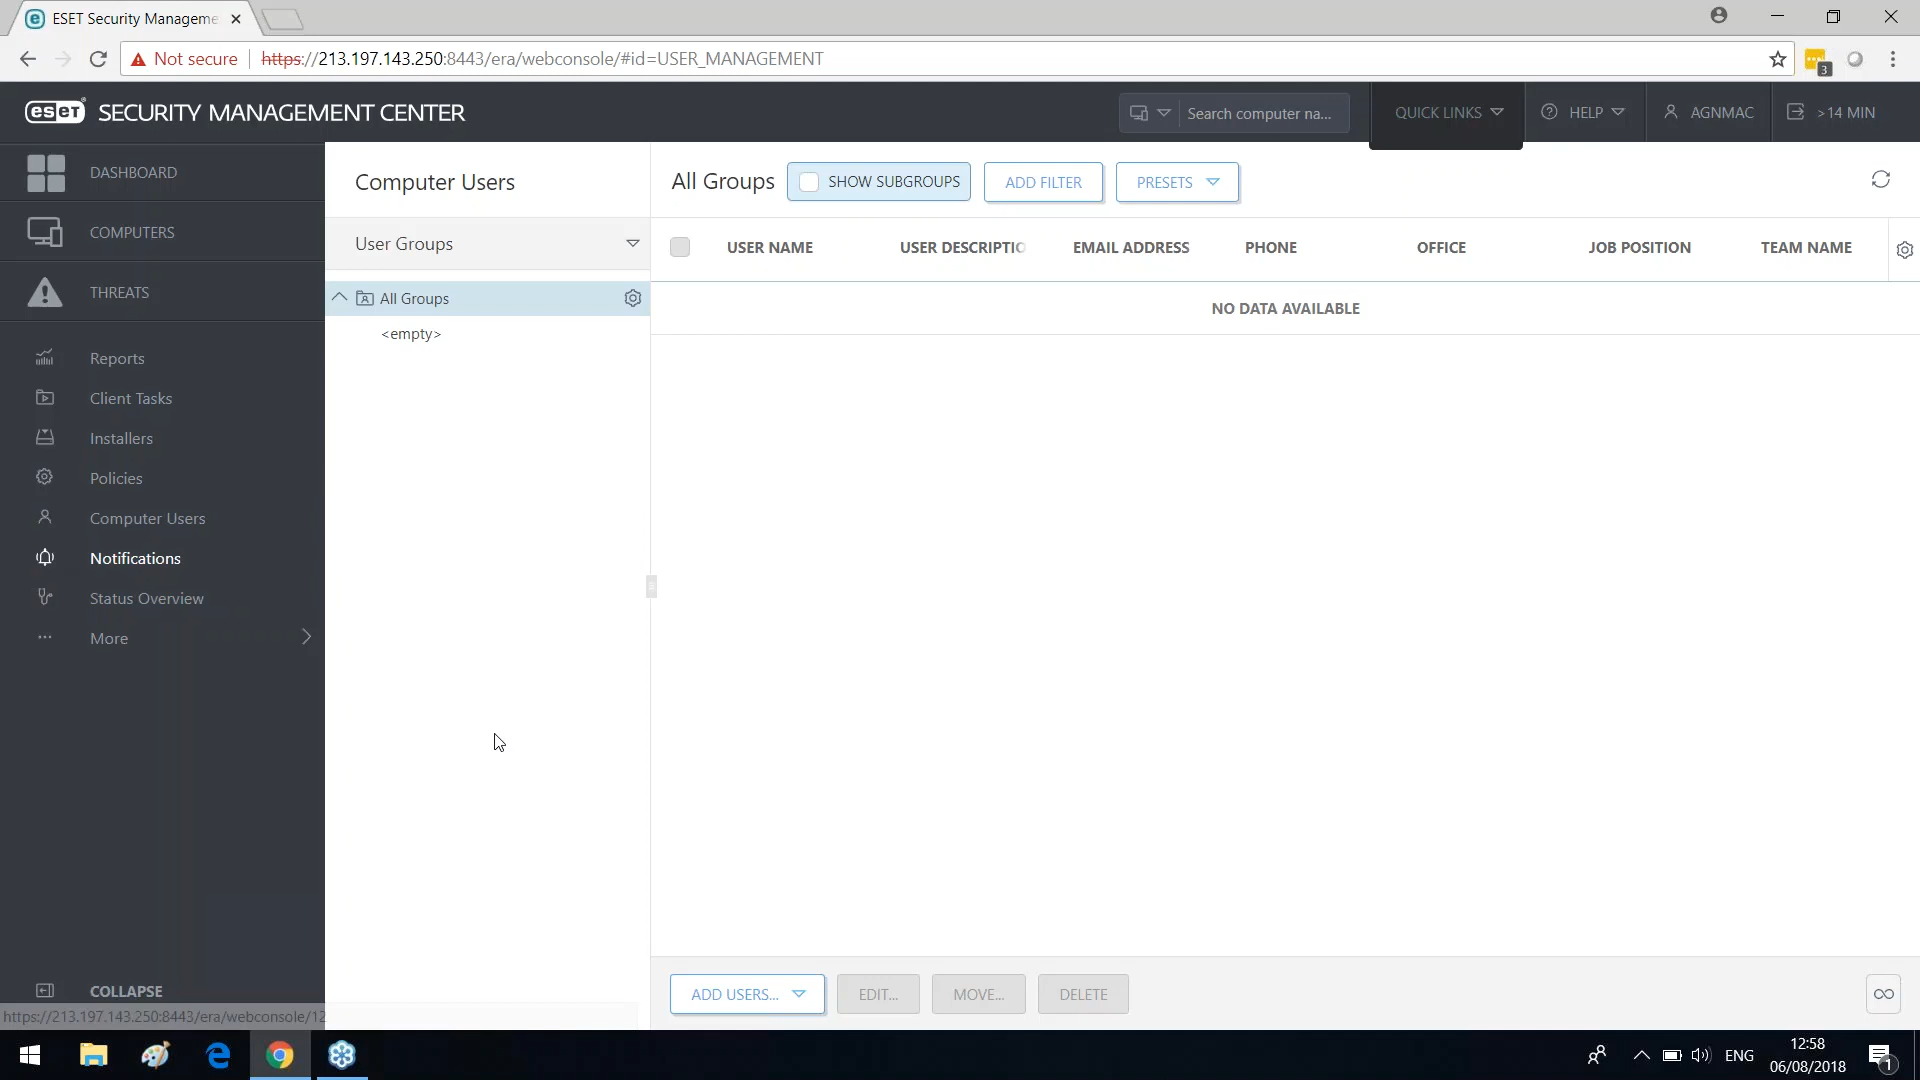 ESET Security Manageme
Not secure
https://213.197.143.250:8443/era/webconsole/#id=USER_MANAGEMENT
3
eset SECURITY MANAGEMENT CENTER
Search computer na...
QUICK LINKS
HELP
AGNMAC
>14 MIN
DASHBOARD
COMPUTERS
THREATS
Reports
Client Tasks
Installers
Policies
Computer Users
Notifications
Status Overview
More
COLLAPSE
https://213.197.143.250:8443/era/webconsole/12
Computer Users
User Groups
All Groups
<empty>
All Groups
SHOW SUBGROUPS
ADD FILTER
PRESETS
USER NAME
USER DESCRIPTIO
EMAIL ADDRESS
PHONE
OFFICE
JOB POSITION
TEAM NAME
NO DATA AVAILABLE
ADD USERS...
EDIT...
MOVE...
DELETE
ENG
12:58
06/08/2018
1